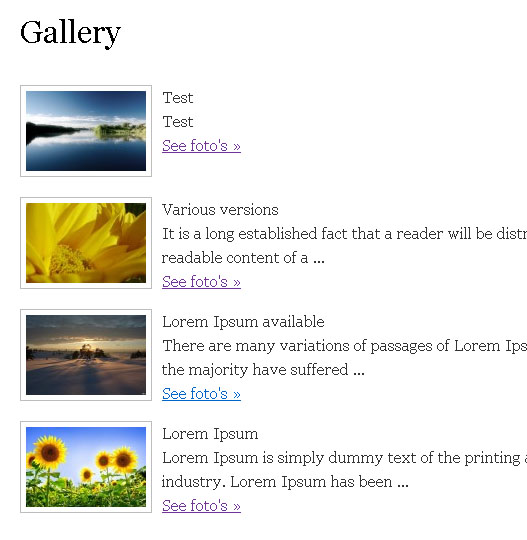 Gallery
Test
Test
See foto's »
Various versions
It is a long established fact that a reader will be
readable content of a ...
See foto's »
Lorem Ipsum available
There are many variations of passages of Lorem
the majority have suffered ...
See foto's »
Lorem Ipsum
Lorem Ipsum is simply dummy text of the printing
industry. Lorem Ipsum has been ...
See foto's »